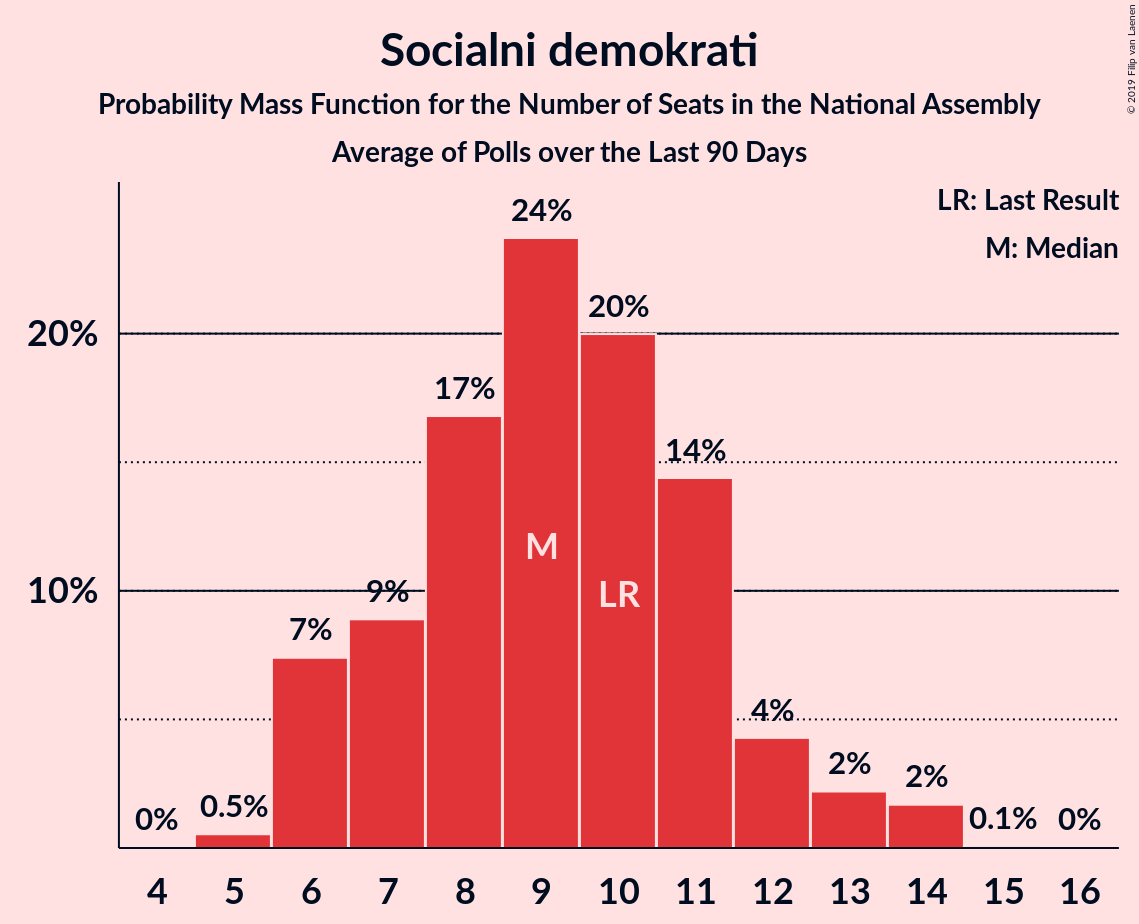 Socialni demokrati
Probability Mass Function for the Number of Seats in the National Assembly
Average of Polls over the Last 90 Days
© 2019 Filip van Laenen
LR: Last Result
M: Median
24%
20%
20%
17%
14%
M
10%
LR
9%
7%
4%
2%
2%
0.5%
0%
0.1%
0%
4 5 6 7 8 9 10 11 12 13 14 15 16